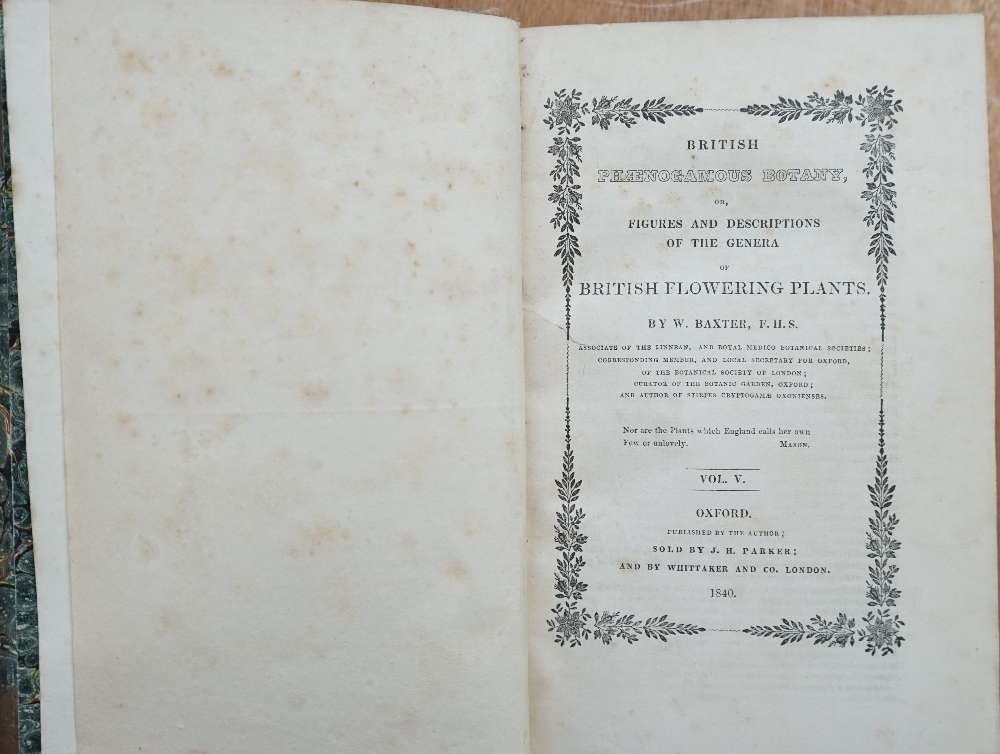 BRITISH
PHÆNOGAMOUS BOTANY,
OR,
FIGURES AND DESCRIPTIONS
OF THE GENERA
OF
BRITISH FLOWERING PLANTS.
BY W. BAXTER, F.H.S.
ASSOCIATE OF THE LINNEAN, AND ROYAL MEDICO BOTANICAL SOCIETIES;
CORRESPONDING MEMBER, AND LOCAL SECRETARY FOR OXFORD,
OF THE BOTANICAL SOCIETY OF LONDON;
CURATOR OF THE BOTANIC GARDEN, OXFORD;
AND AUTHOR OF STIRPES CRYPTOGAMÆ OXONIENSES.
Nor are the Plants which England calls her own
Few or unlovely. MASON.
VOL. V.
OXFORD.
PUBLISHED BY THE AUTHOR;
SOLD BY J. H. PARKER;
AND BY WHITTAKER AND CO. LONDON.
1840.